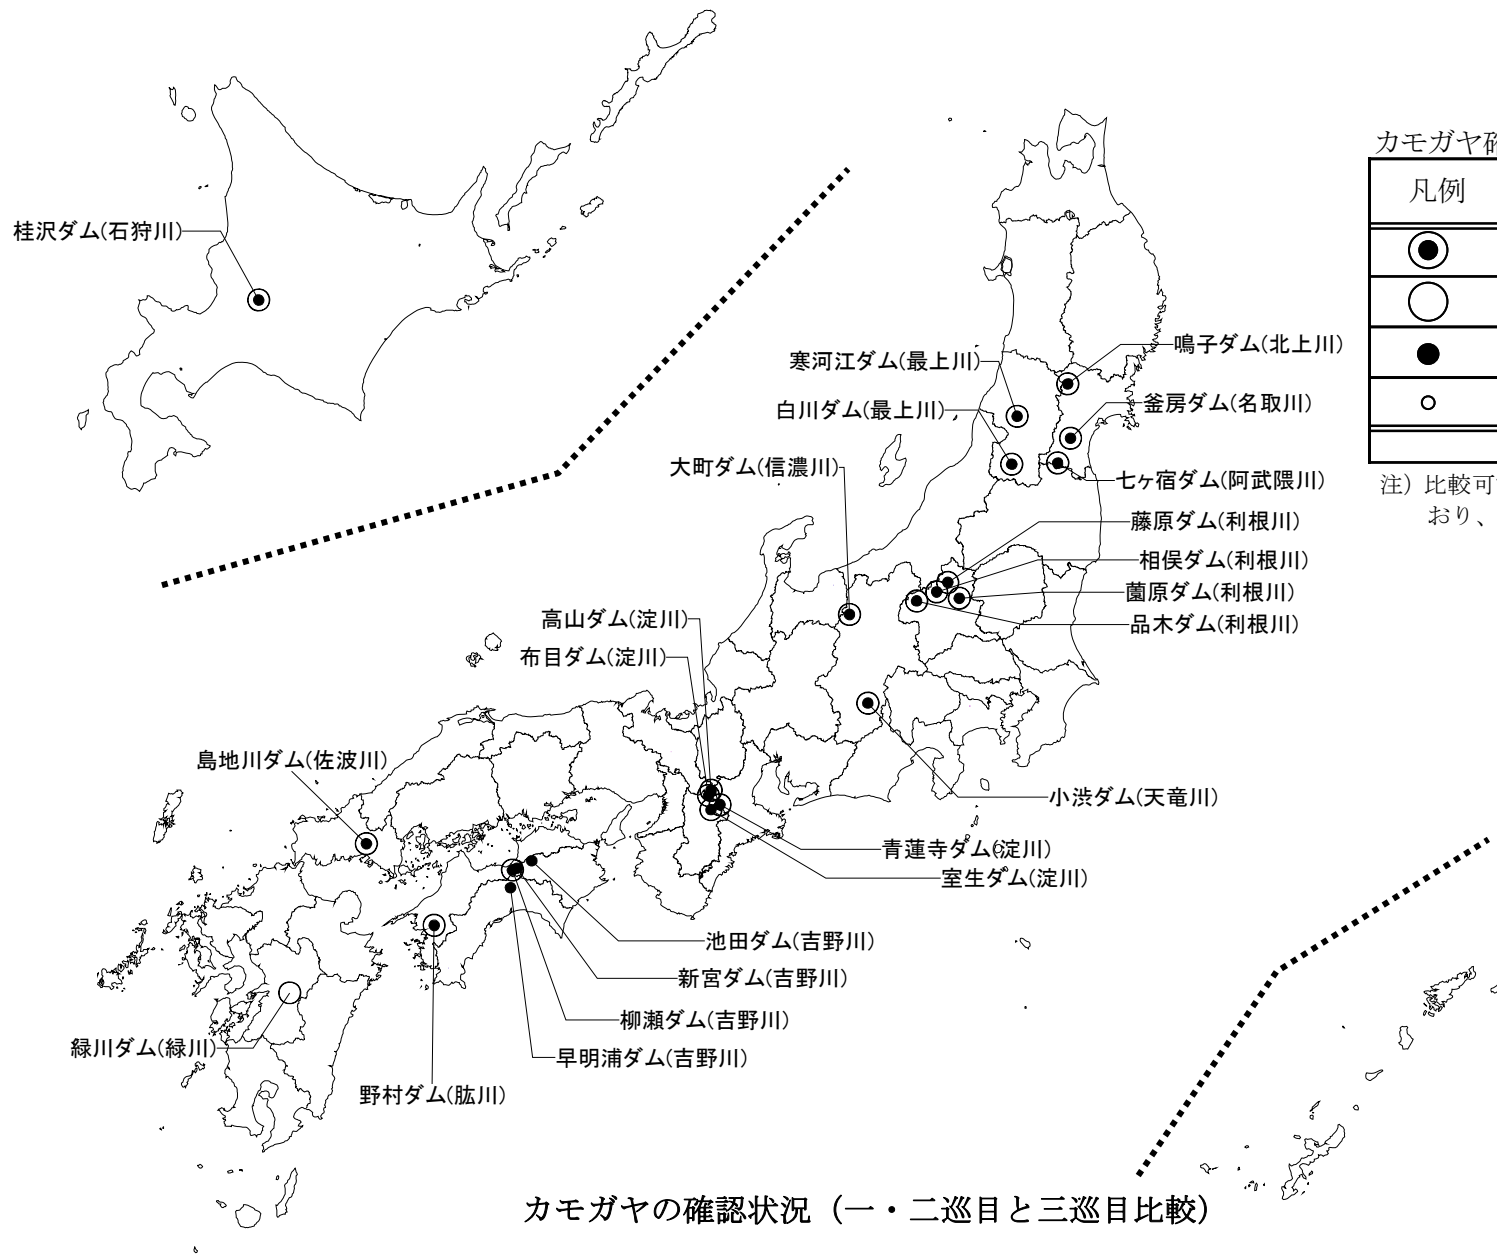 カモガヤ確
凡例
桂沢ダム(石狩川)
鳴子ダム(北上川)
寒河江ダム(最上川)
釜房ダム(名取川)
白川ダム(最上川)
大町ダム(信濃川)
七ヶ宿ダム(阿武隈川)
注）比較可
おり、
藤原ダム(利根川)
相俣ダム(利根川)
薗原ダム(利根川)
品木ダム(利根川)
高山ダム(淀川)
布目ダム(淀川)
島地川ダム(佐波川)
小渋ダム(天竜川)
青蓮寺ダム(淀川)
室生ダム(淀川)
池田ダム(吉野川)
新宮ダム(吉野川)
柳瀬ダム(吉野川)
早明浦ダム(吉野川)
緑川ダム(緑川)
野村ダム(肱川)
カモガヤの確認状況（一・二巡目と三巡目比較）